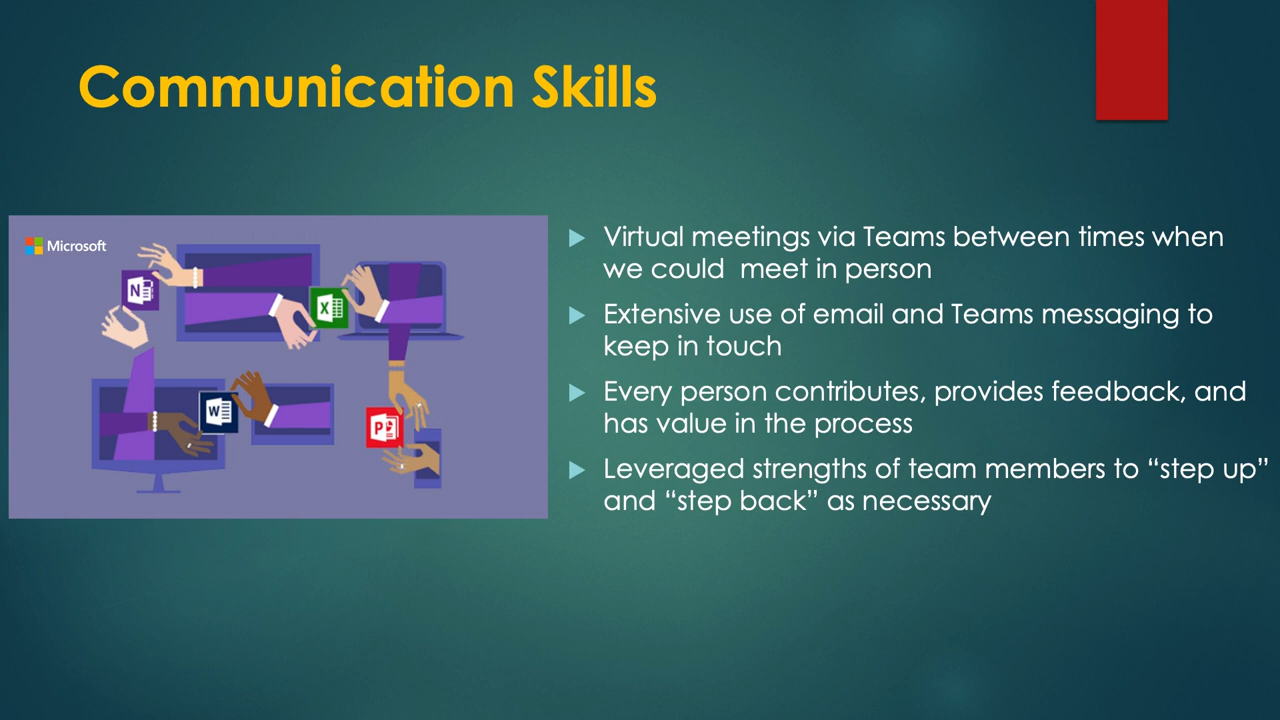 Communication Skills
Microsoft
N
X
W
P
Virtual meetings via Teams between times when
we could  meet in person
Extensive use of email and Teams messaging to
keep in touch
Every person contributes, provides feedback, and
has value in the process
Leveraged strengths of team members to “step up”
and “step back” as necessary